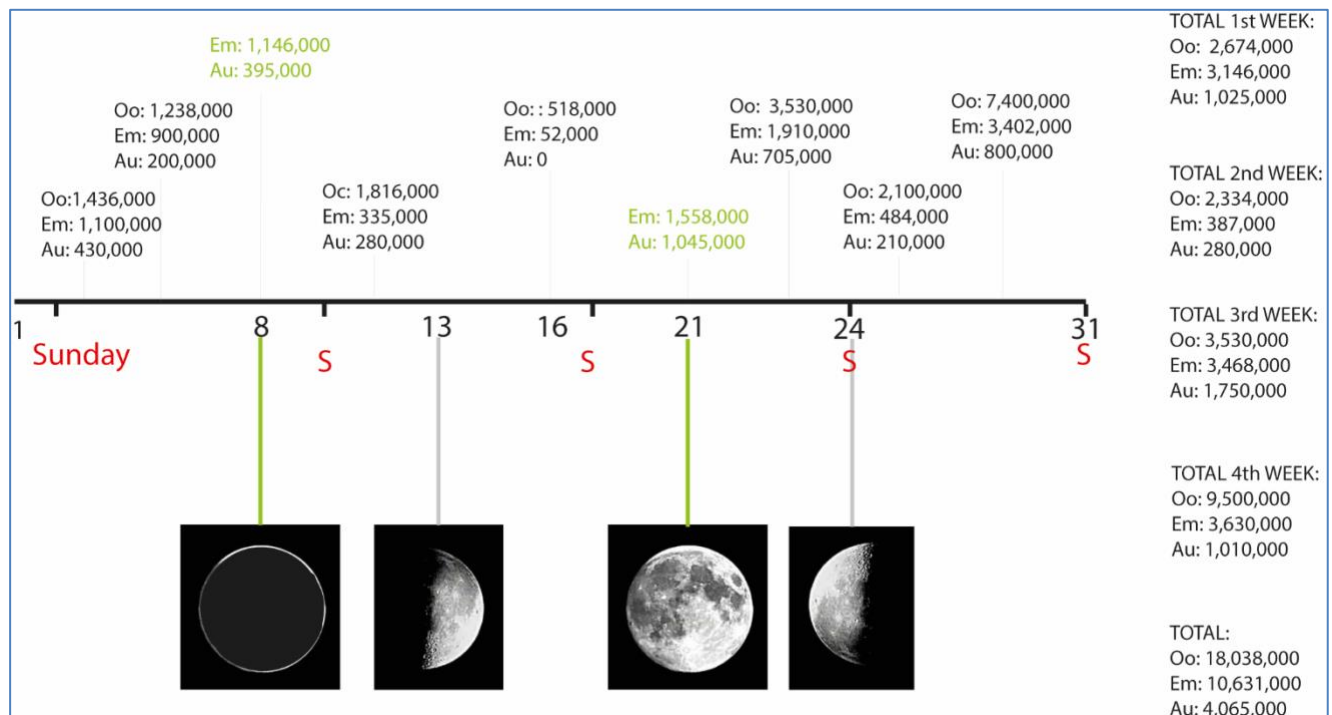 Em: 1,146,000
Au: 395,000
Oo: 1,238,000
Em: 900,000
Au: 200,000
Oo:1,436,000
Em: 1,100,000
Au: 430,000
Oc: 1,816,000
Em: 335,000
Au: 280,000
Oo: : 518,000
Em: 52,000
Au: 0
Em: 1,558,000
Au: 1,045,000
Oo: 3,530,000
Em: 1,910,000
Au: 705,000
Oo: 2,100,000
Em: 484,000
Au: 210,000
Oo: 7,400,000
Em: 3,402,000
Au: 800,000
1 8 13 16 21 24 31
Sunday S S S S
TOTAL 1st WEEK:
Oo: 2,674,000
Em: 3,146,000
Au: 1,025,000
TOTAL 2nd WEEK:
Oo: 2,334,000
Em: 387,000
Au: 280,000
TOTAL 3rd WEEK:
Oo: 3,530,000
Em: 3,468,000
Au: 1,750,000
TOTAL 4th WEEK:
Oo: 9,500,000
Em: 3,630,000
Au: 1,010,000
TOTAL:
Oo: 18,038,000
Em: 10,631,000
Au: 4,065,000